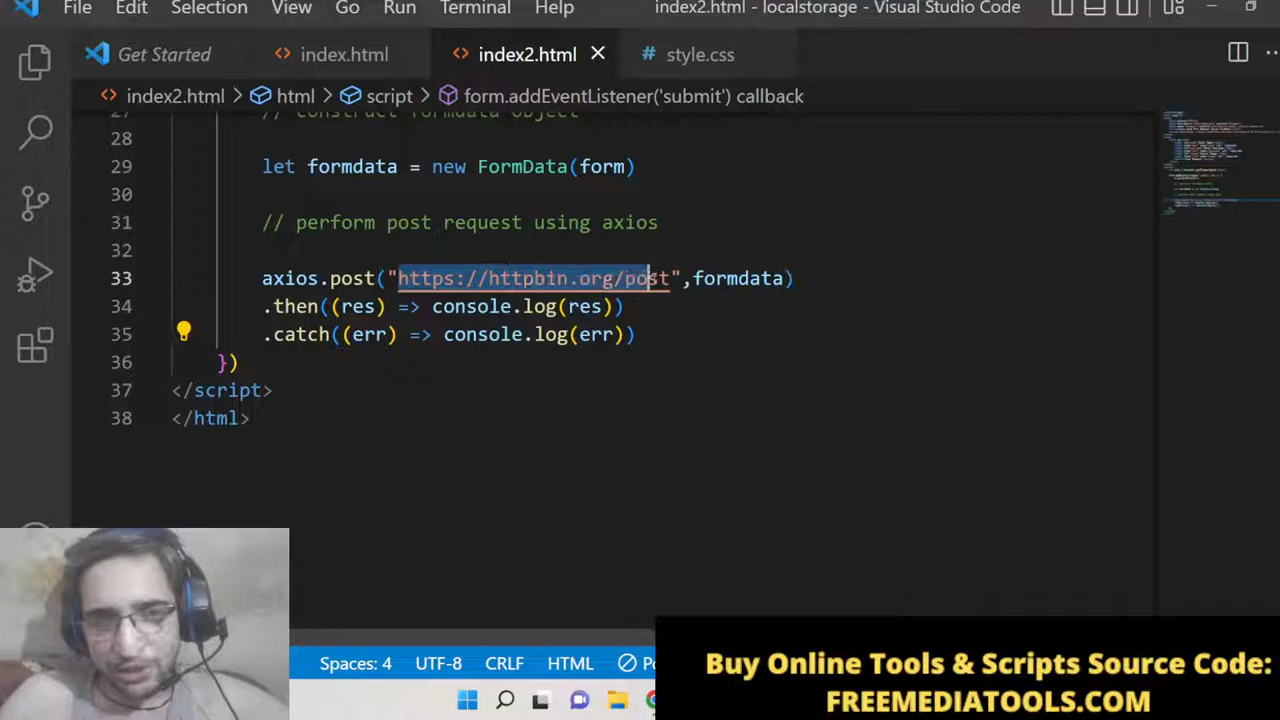 File Edit Selection View Go Run Terminal Help index2.html - localstorage - Visual Studio Code
Get Started index.html index2.html style.css
index2.html > html > script > form.addEventListener('submit') callback
27 // construct formdata object
28
29 let formdata = new FormData(form)
30
31 // perform post request using axios
32
33 axios.post("https://httpbin.org/post",formdata)
34 .then((res) => console.log(res))
35 .catch((err) => console.log(err))
36 })
37 </script>
38 </html>
Spaces: 4 UTF-8 CRLF HTML
Buy Online Tools & Scripts Source Code:
FREEMEDIATOOLS.COM